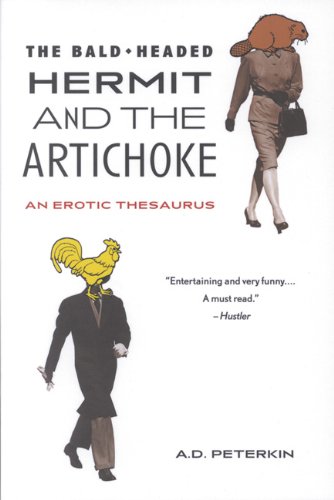 THE BALD • HEADED
HERMIT
AND THE
ARTICHOKE
AN EROTIC THESAURUS
“Entertaining and very funny....
A must read.”
– Hustler
A.D. PETERKIN